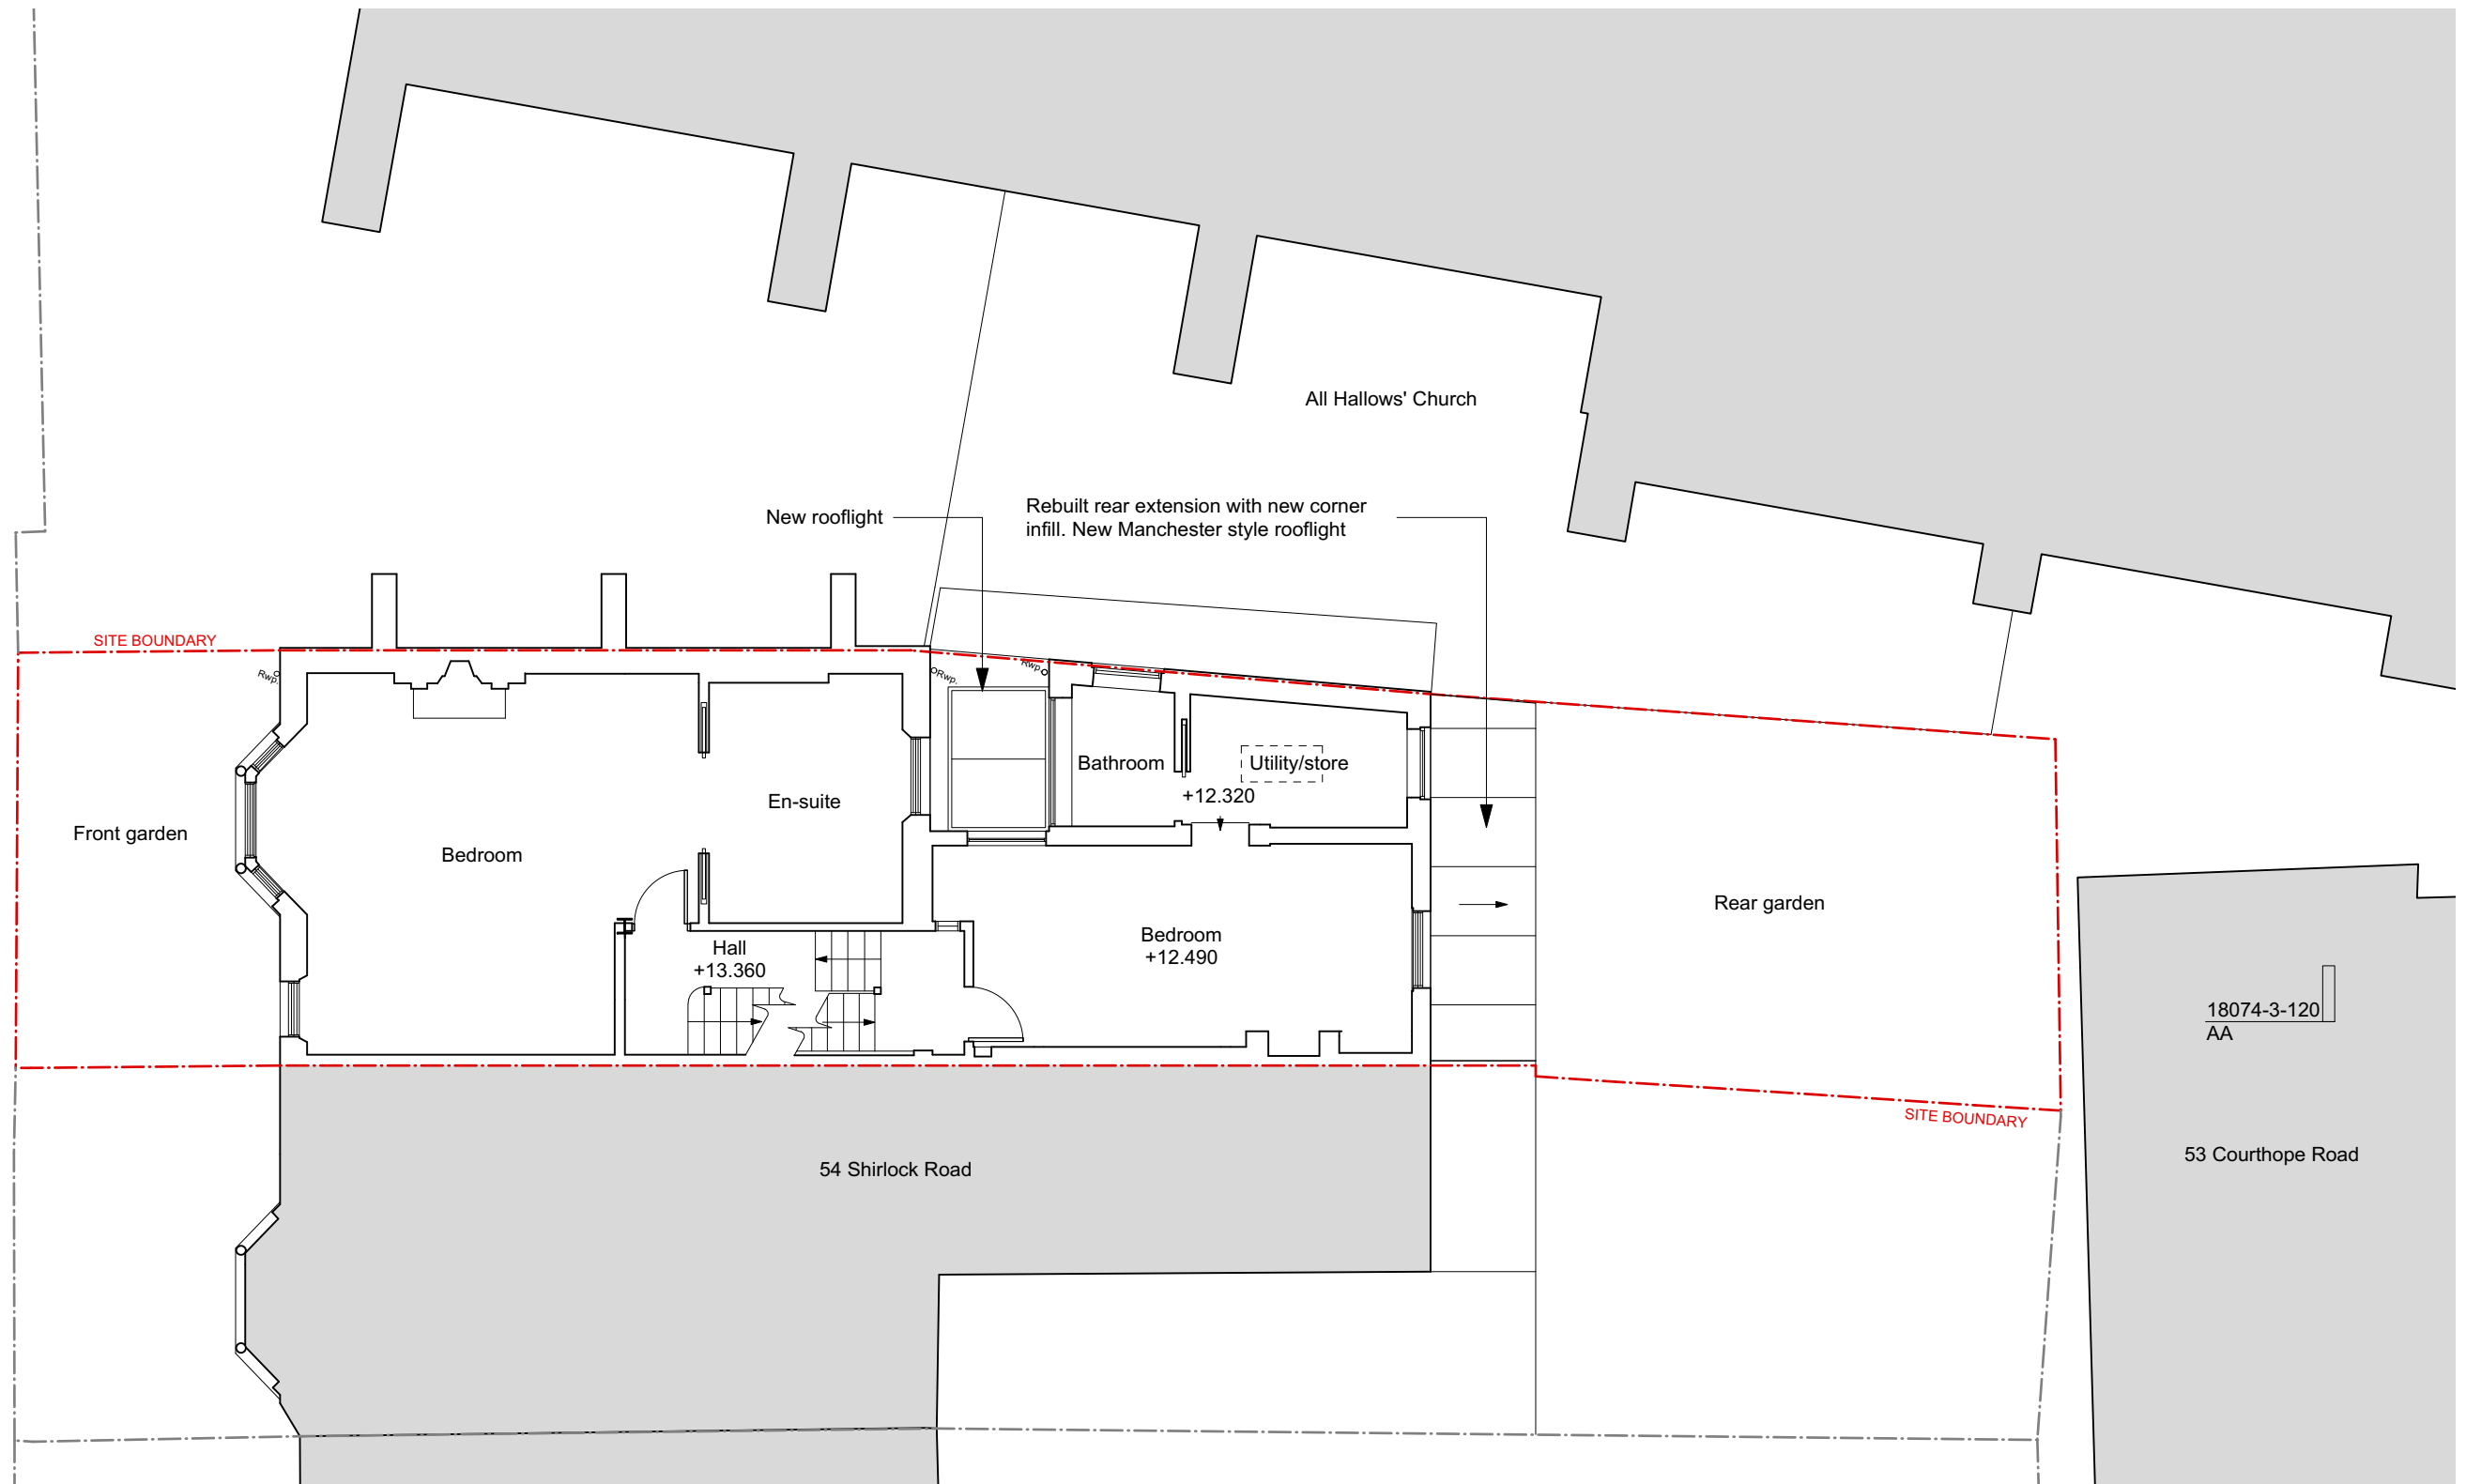 All Hallows' Church
New rooflight
Rebuilt rear extension with new corner
infill. New Manchester style rooflight
SITE BOUNDARY
Rwp.
Rwp.
Rwp.
Bathroom
Utility/store
+12.320
En-suite
Front garden
Bedroom
Rear garden
Hall
+13.360
Bedroom
+12.490
18074-3-120
AA
SITE BOUNDARY
54 Shirlock Road
53 Courthope Road